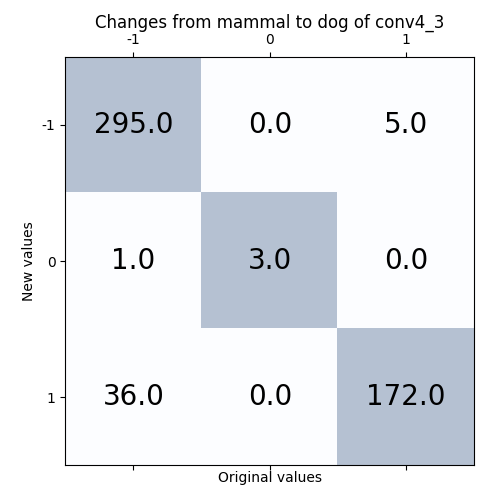 Changes from mammal to dog of conv4_3
-1 0 1
-1 295.0 0.0 5.0
0 1.0 3.0 0.0
1 36.0 0.0 172.0
New values
Original values